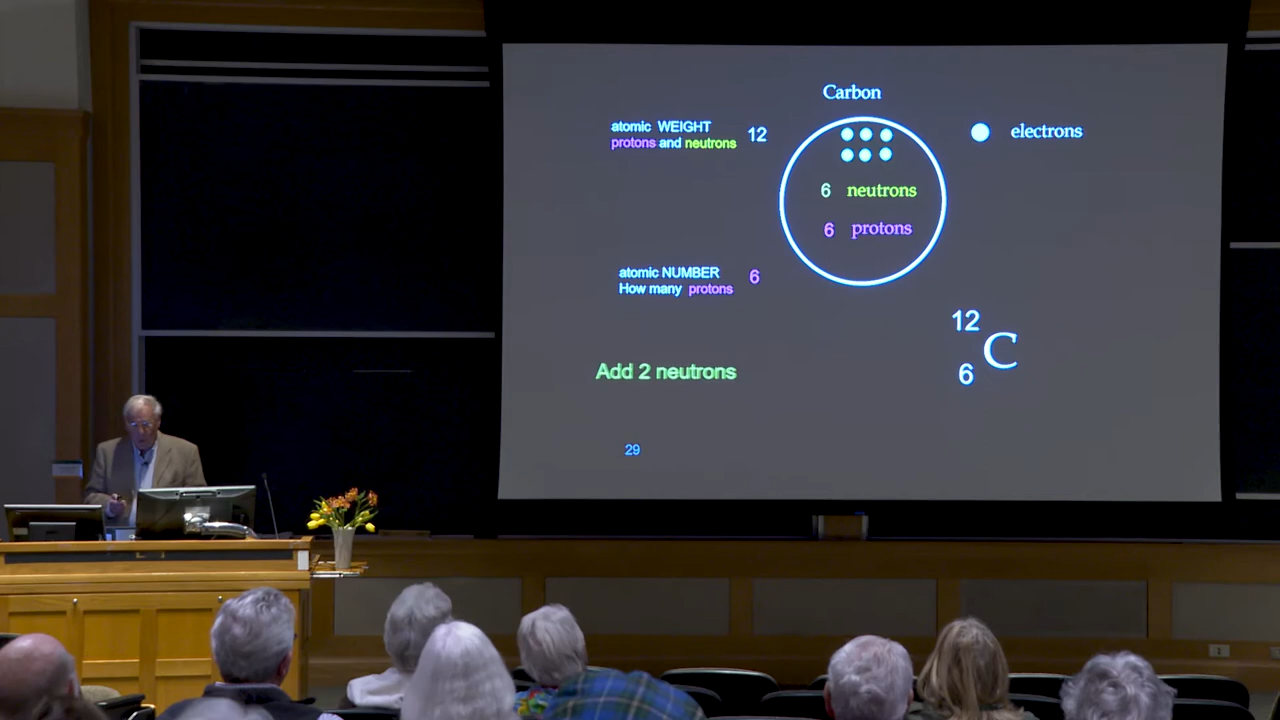 Carbon
atomic WEIGHT
protons and neutrons 12
electrons
6 neutrons
6 protons
atomic NUMBER
How many protons 6
12
C
6
Add 2 neutrons
29